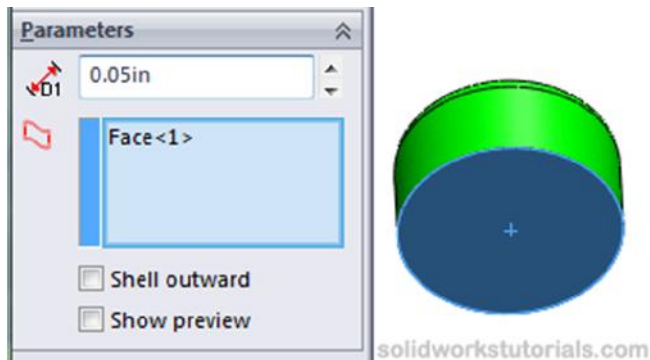 Parameters
D1
0.05in
Face<1>
Shell outward
Show preview
solidworkstutorials.com